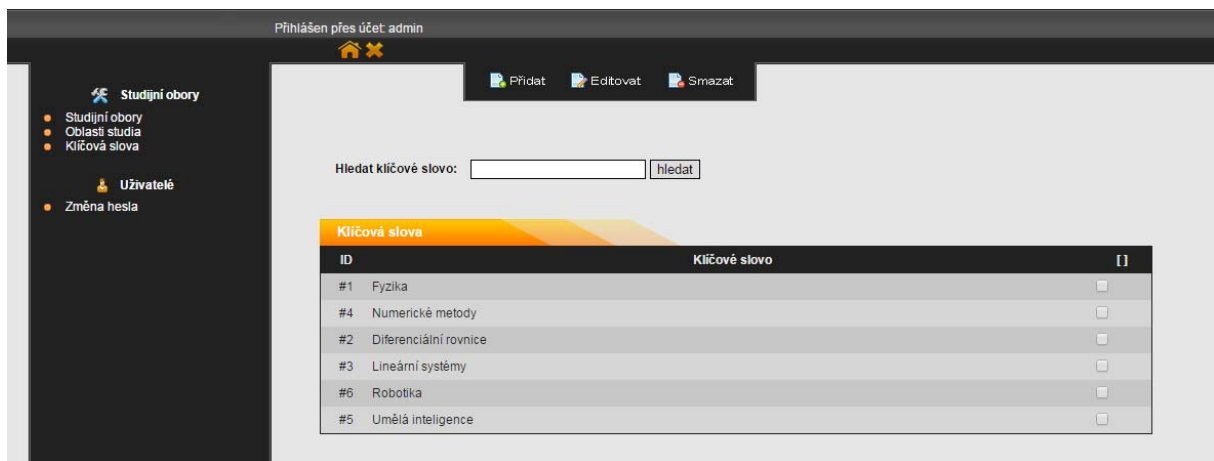 Přihlášen přes účet: admin
Přidat Editovat Smazat
Studijní obory
Studijní obory
Oblasti studia
Klíčová slova
Uživatelé
Změna hesla
Hledat klíčové slovo: hledat
Klíčová slova
ID Klíčové slovo [ ]
#1 Fyzika
#4 Numerické metody
#2 Diferenciální rovnice
#3 Lineární systémy
#6 Robotika
#5 Umělá inteligence